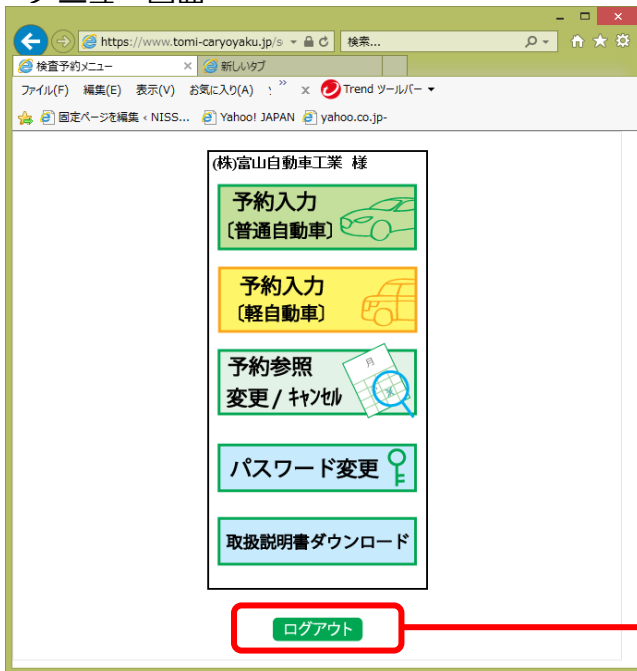 メニュー画面
https://www.tomi-caryoyaku.jp/s
検索...
検査予約メニュー
新しいタブ
ファイル(F) 編集(E) 表示(V) お気に入り(A) » x Trend ツールバー ▼
固定ページを編集 ‹ NISS... Yahoo! JAPAN yahoo.co.jp-
(株)富山自動車工業 様
予約入力
〔普通自動車〕
予約入力
〔軽自動車〕
予約参照
変更 / キャンセル
月
パスワード変更
取扱説明書ダウンロード
ログアウト